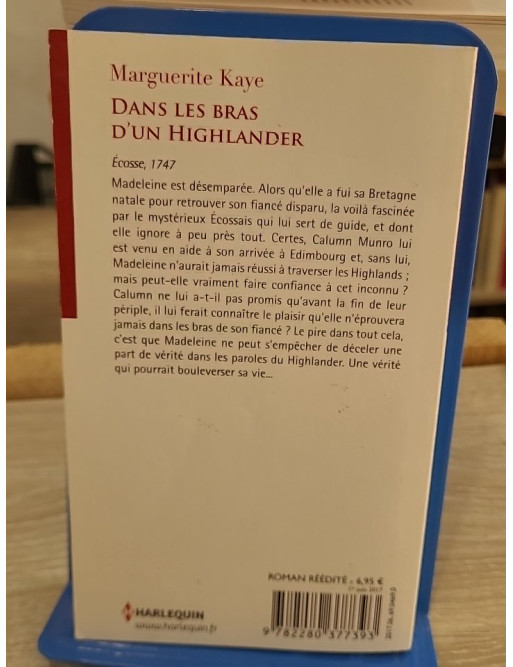 Marguerite Kaye
DANS LES BRAS
D'UN HIGHLANDER
Écosse, 1747
Madeleine est désemparée. Alors qu'elle a fui sa Bretagne
natale pour retrouver son fiancé disparu, la voilà fascinée
par le mystérieux Écossais qui lui sert de guide, et dont
elle ignore à peu près tout. Certes, Calumn Munro lui
est venu en aide à son arrivée à Edimbourg et, sans lui,
Madeleine n'aurait jamais réussi à traverser les Highlands ;
mais peut-elle vraiment faire confiance à cet inconnu ?
Calumn ne lui a-t-il pas promis qu'avant la fin de leur
périple, il lui ferait connaître le plaisir qu'elle n'éprouvera
jamais dans les bras de son fiancé ? Le pire dans tout cela,
c'est que Madeleine ne peut s'empêcher de déceler une
part de vérité dans les paroles du Highlander. Une vérité
qui pourrait bouleverser sa vie...
ROMAN RÉÉDITÉ - 6,95 €
HARLEQUIN
www.harlequin.fr
9 782280 377393